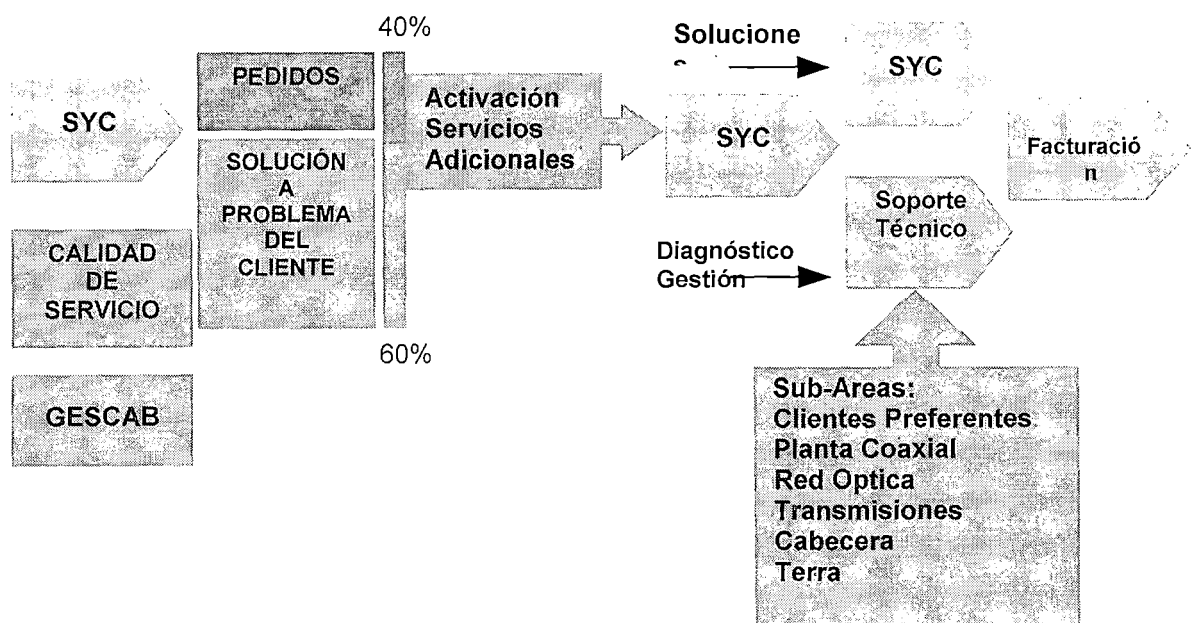 40%
PEDIDOS
SYC
SOLUCIÓN
A
PROBLEMA
DEL
CLIENTE
CALIDAD
DE
SERVICIO
GESCAB
60%
Activación
Servicios
Adicionales
SYC
Solucione
s
SYC
Diagnóstico
Gestión
Soporte
Técnico
Facturació
n
Sub-Areas:
Clientes Preferentes
Planta Coaxial
Red Optica
Transmisiones
Cabecera
Terra